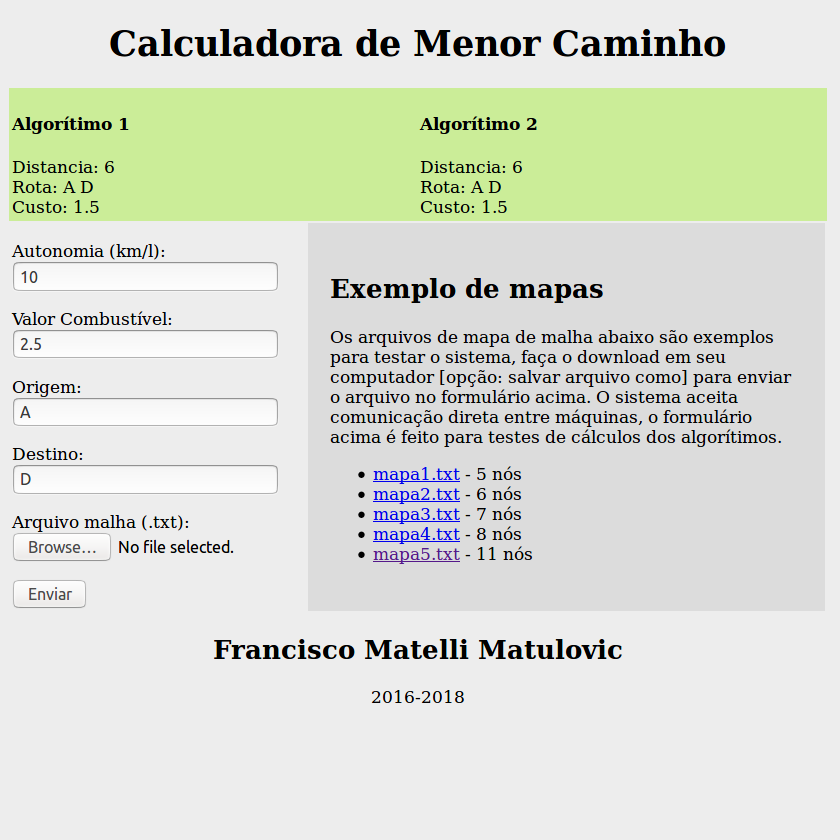 Calculadora de Menor Caminho
Algorítimo 1
Distancia: 6
Rota: A D
Custo: 1.5
Algorítimo 2
Distancia: 6
Rota: A D
Custo: 1.5
Autonomia (km/l):
10
Valor Combustível:
2.5
Origem:
A
Destino:
D
Arquivo malha (.txt):
Browse... No file selected.
Enviar
Exemplo de mapas
Os arquivos de mapa de malha abaixo são exemplos
para testar o sistema, faça o download em seu
computador [opção: salvar arquivo como] para enviar
o arquivo no formulário acima. O sistema aceita
comunicação direta entre máquinas, o formulário
acima é feito para testes de cálculos dos algorítimos.
• mapa1.txt - 5 nós
• mapa2.txt - 6 nós
• mapa3.txt - 7 nós
• mapa4.txt - 8 nós
• mapa5.txt - 11 nós
Francisco Matelli Matulovic
2016-2018